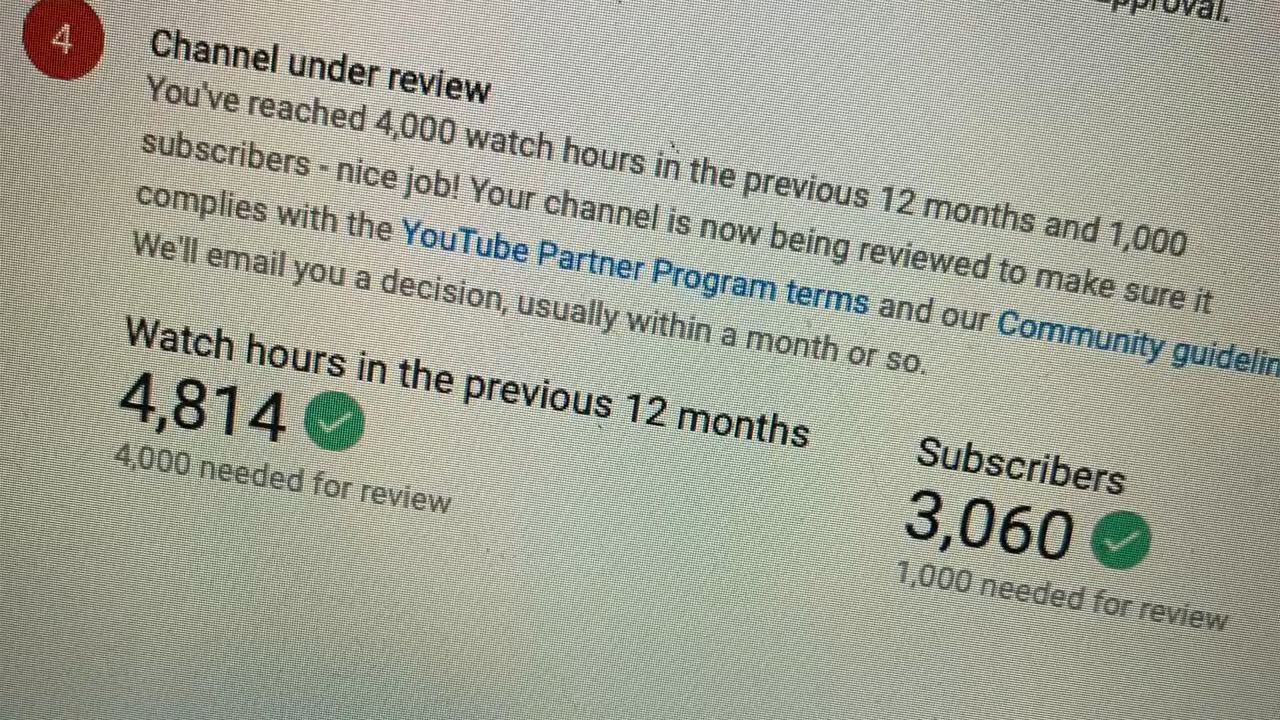 approval.
4
Channel under review
You've reached 4,000 watch hours in the previous 12 months and 1,000
subscribers - nice job! Your channel is now being reviewed to make sure it
complies with the YouTube Partner Program terms and our Community guidelin
We'll email you a decision, usually within a month or so.
Watch hours in the previous 12 months
4,814
4,000 needed for review
Subscribers
3,060
1,000 needed for review